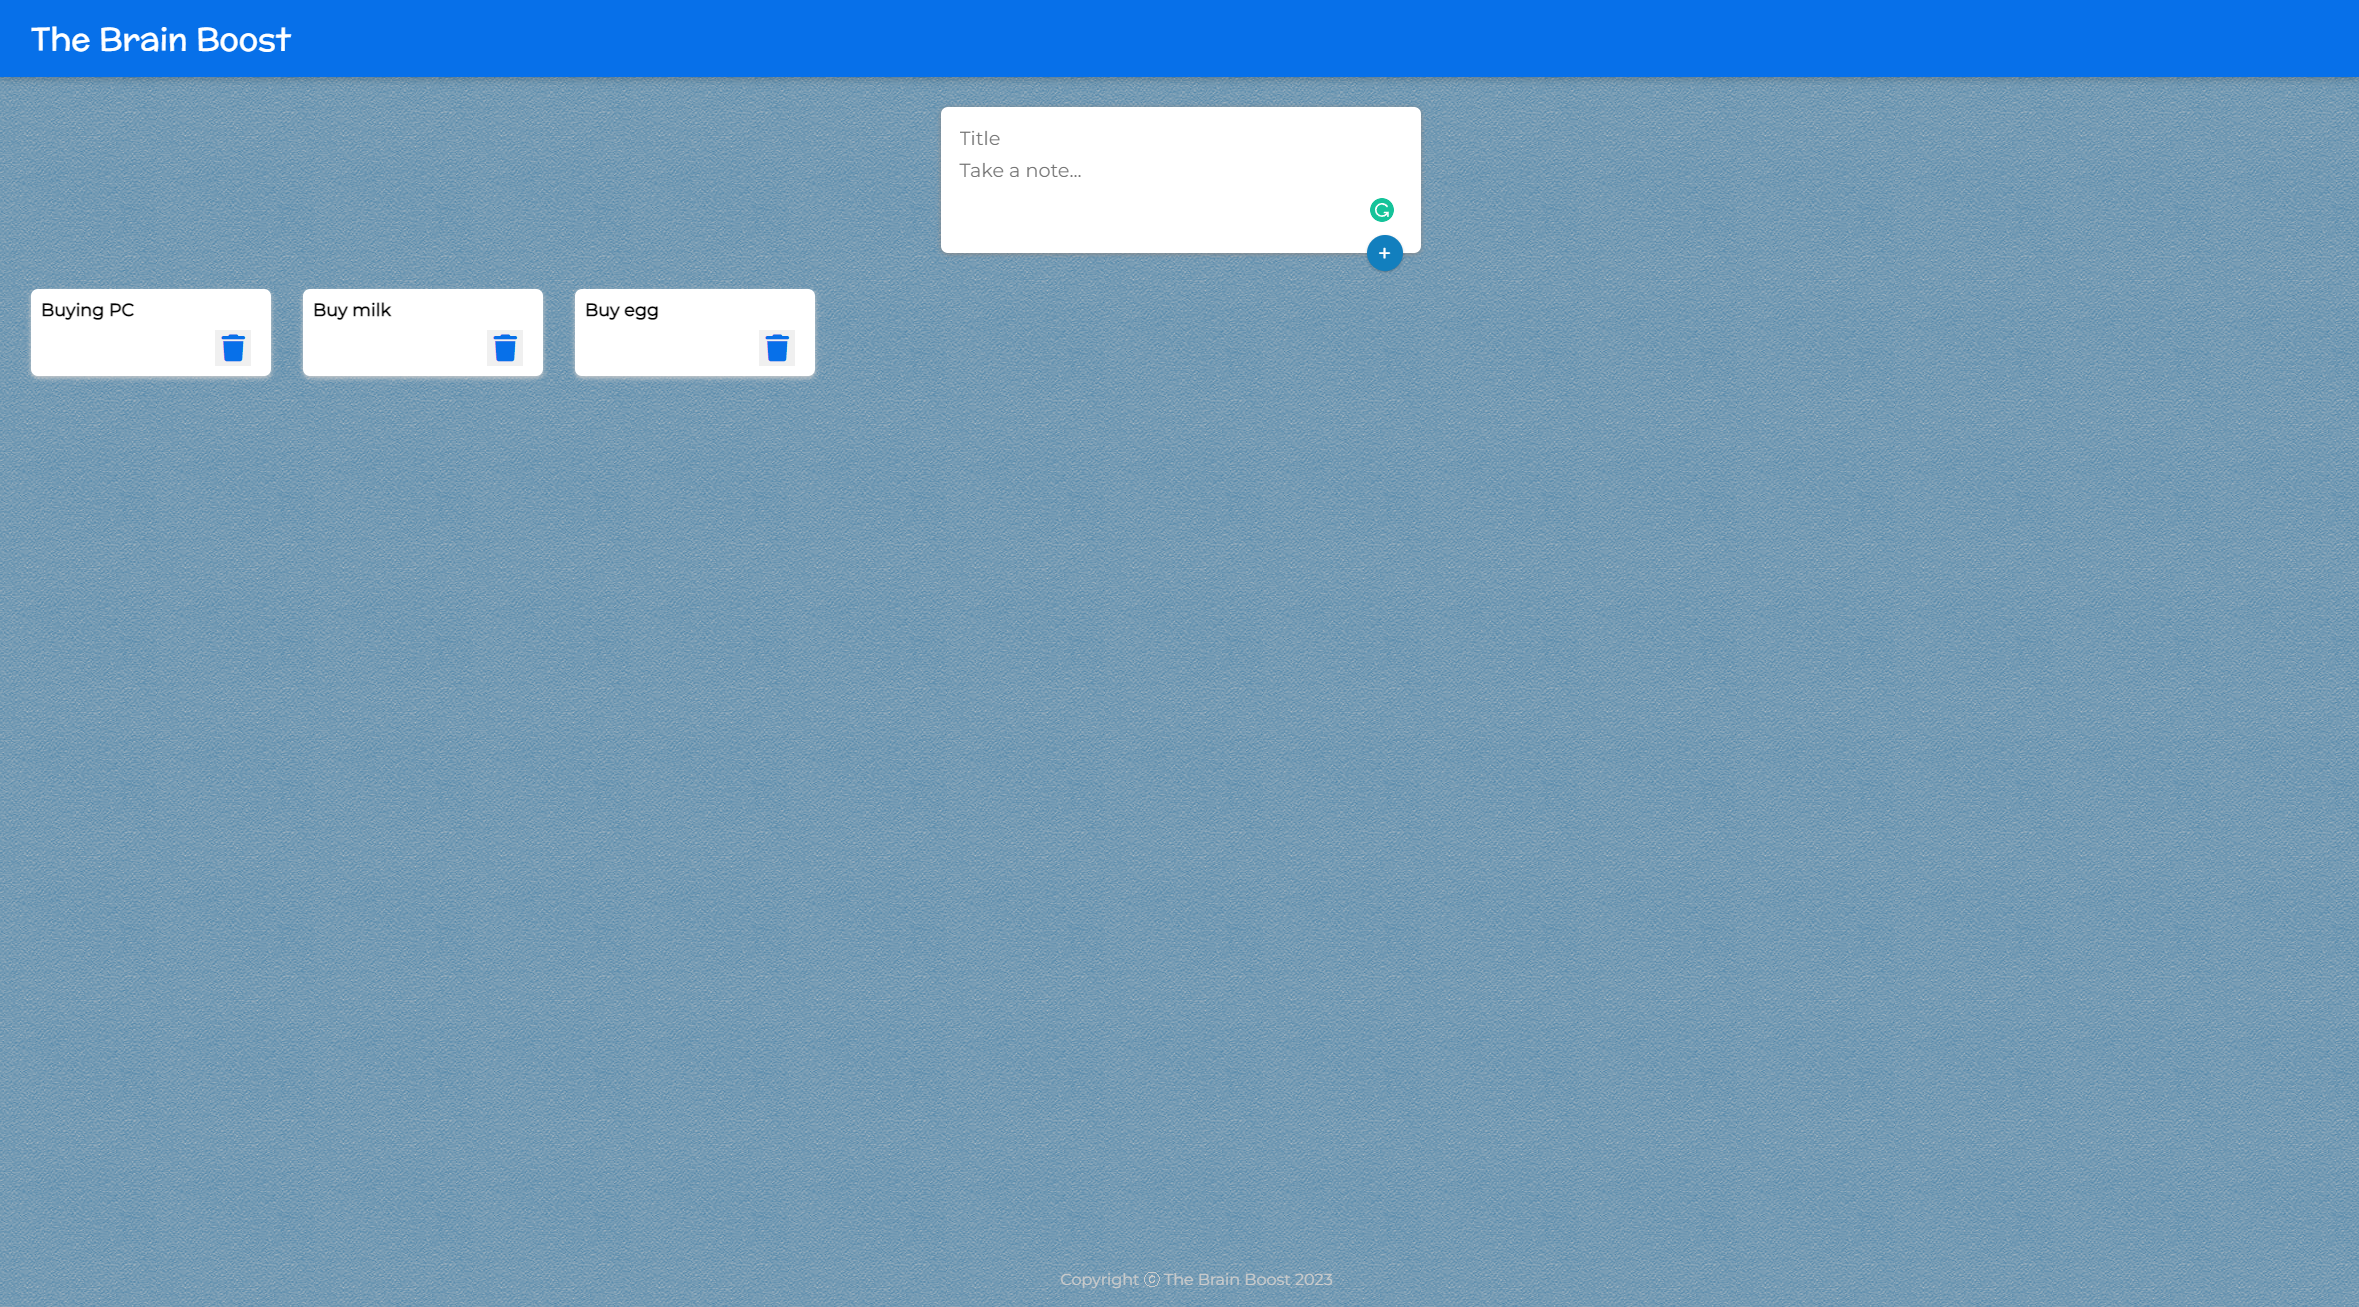 The Brain Boost
Title
Take a note...
+
Buying PC
Buy milk
Buy egg
Copyright ⓒ The Brain Boost 2023